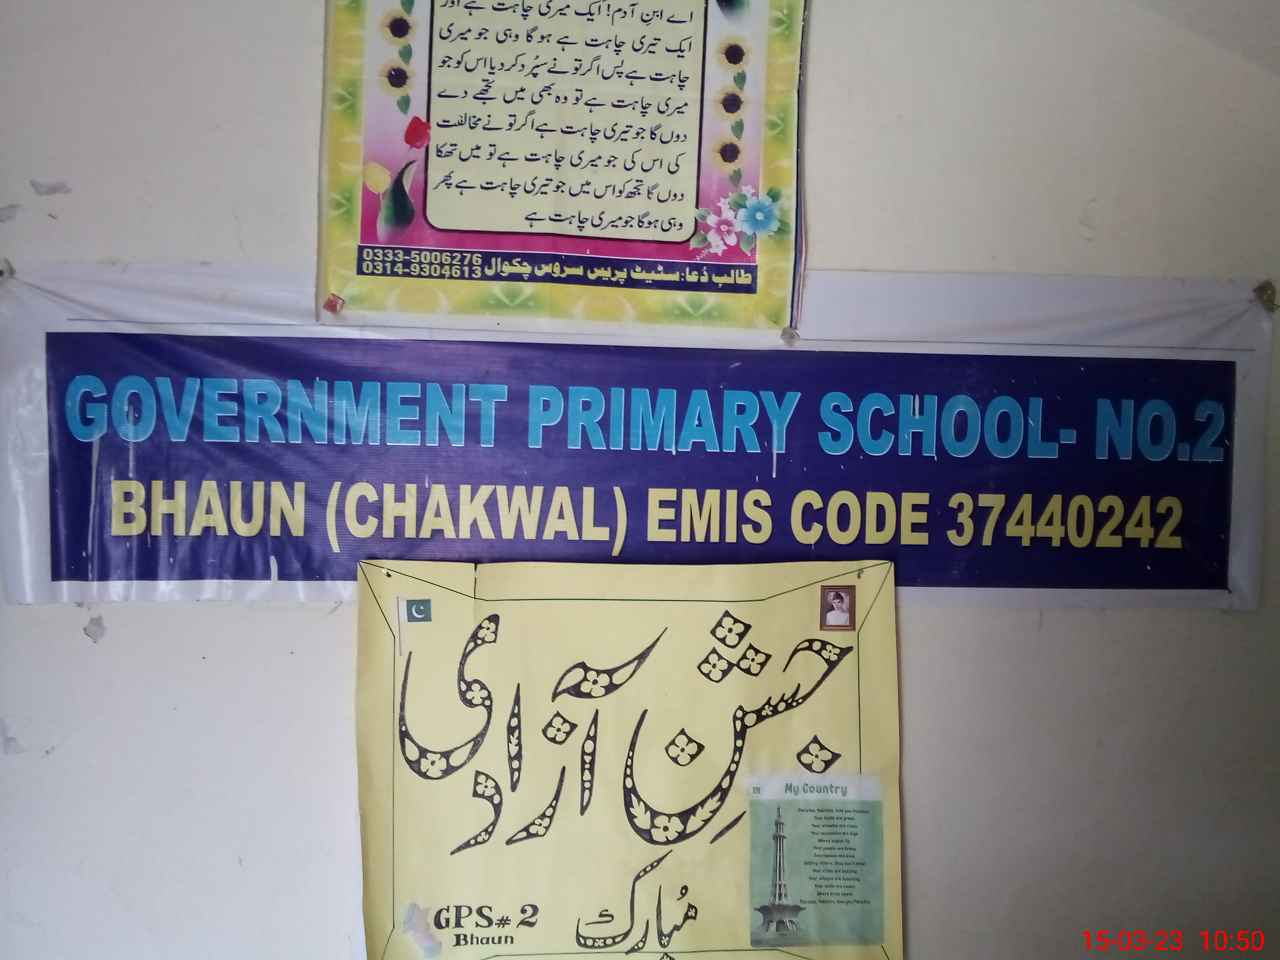 اے ابنِ آدم! ایک میری چاہت ہے اور
ایک تیری چاہت ہے ہوگا وہی جو میری
چاہت ہے پس اگر تو نے سپُرد کر دیا اس کو جو
میری چاہت ہے تو وہ بھی میں تجھے دے
دوں گا جو تیری چاہت ہے اگر تو نے مخالفت
کی اس کی جو میری چاہت ہے تو میں تھکا
دوں گا تجھ کو اس میں جو تیری چاہت ہے پھر
وہی ہوگا جو میری چاہت ہے
طالب دُعا: سٹیٹ پریس سروس چکوال 0333-5006276
0314-9304613
GOVERNMENT PRIMARY SCHOOL- NO.2
BHAUN (CHAKWAL) EMIS CODE 37440242
جشنِ آزادی
مُبارک
My Country
GPS# 2
Bhaun
15-03-23 10:50